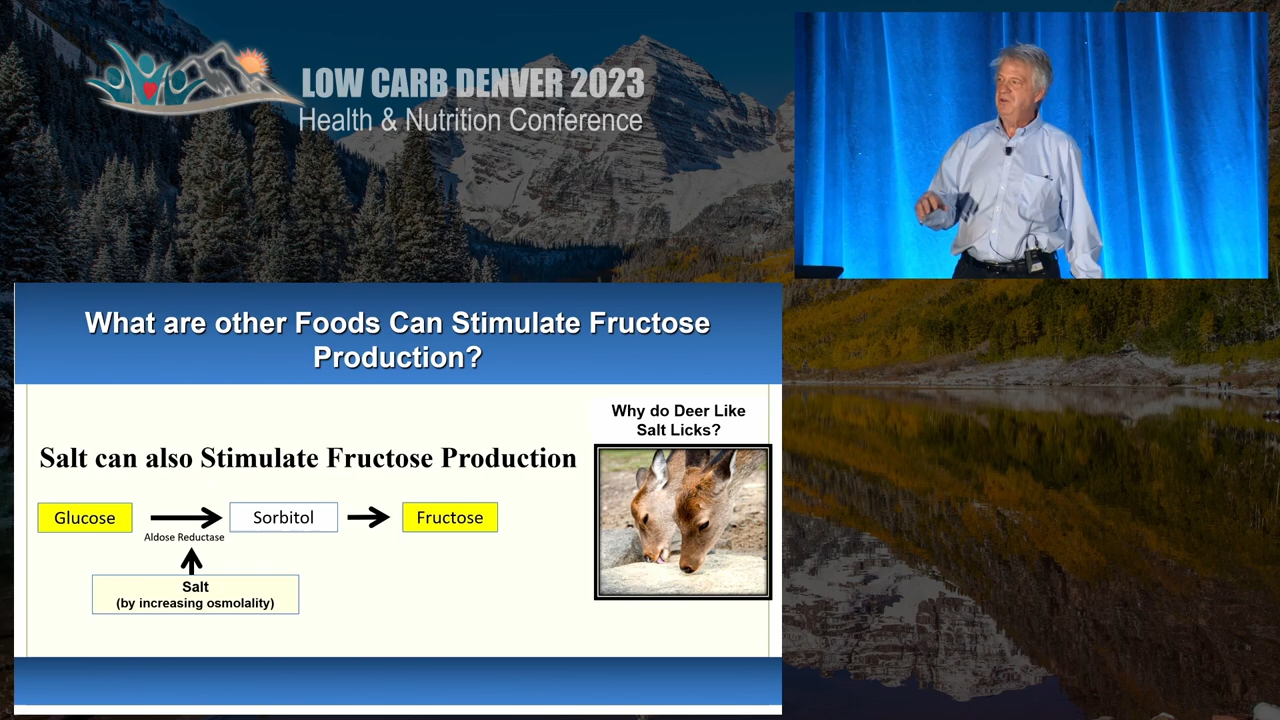 LOW CARB DENVER 2023
Health & Nutrition Conference
What are other Foods Can Stimulate Fructose
Production?
Why do Deer Like
Salt Licks?
Salt can also Stimulate Fructose Production
Glucose
Sorbitol
Fructose
Aldose Reductase
Salt
(by increasing osmolality)